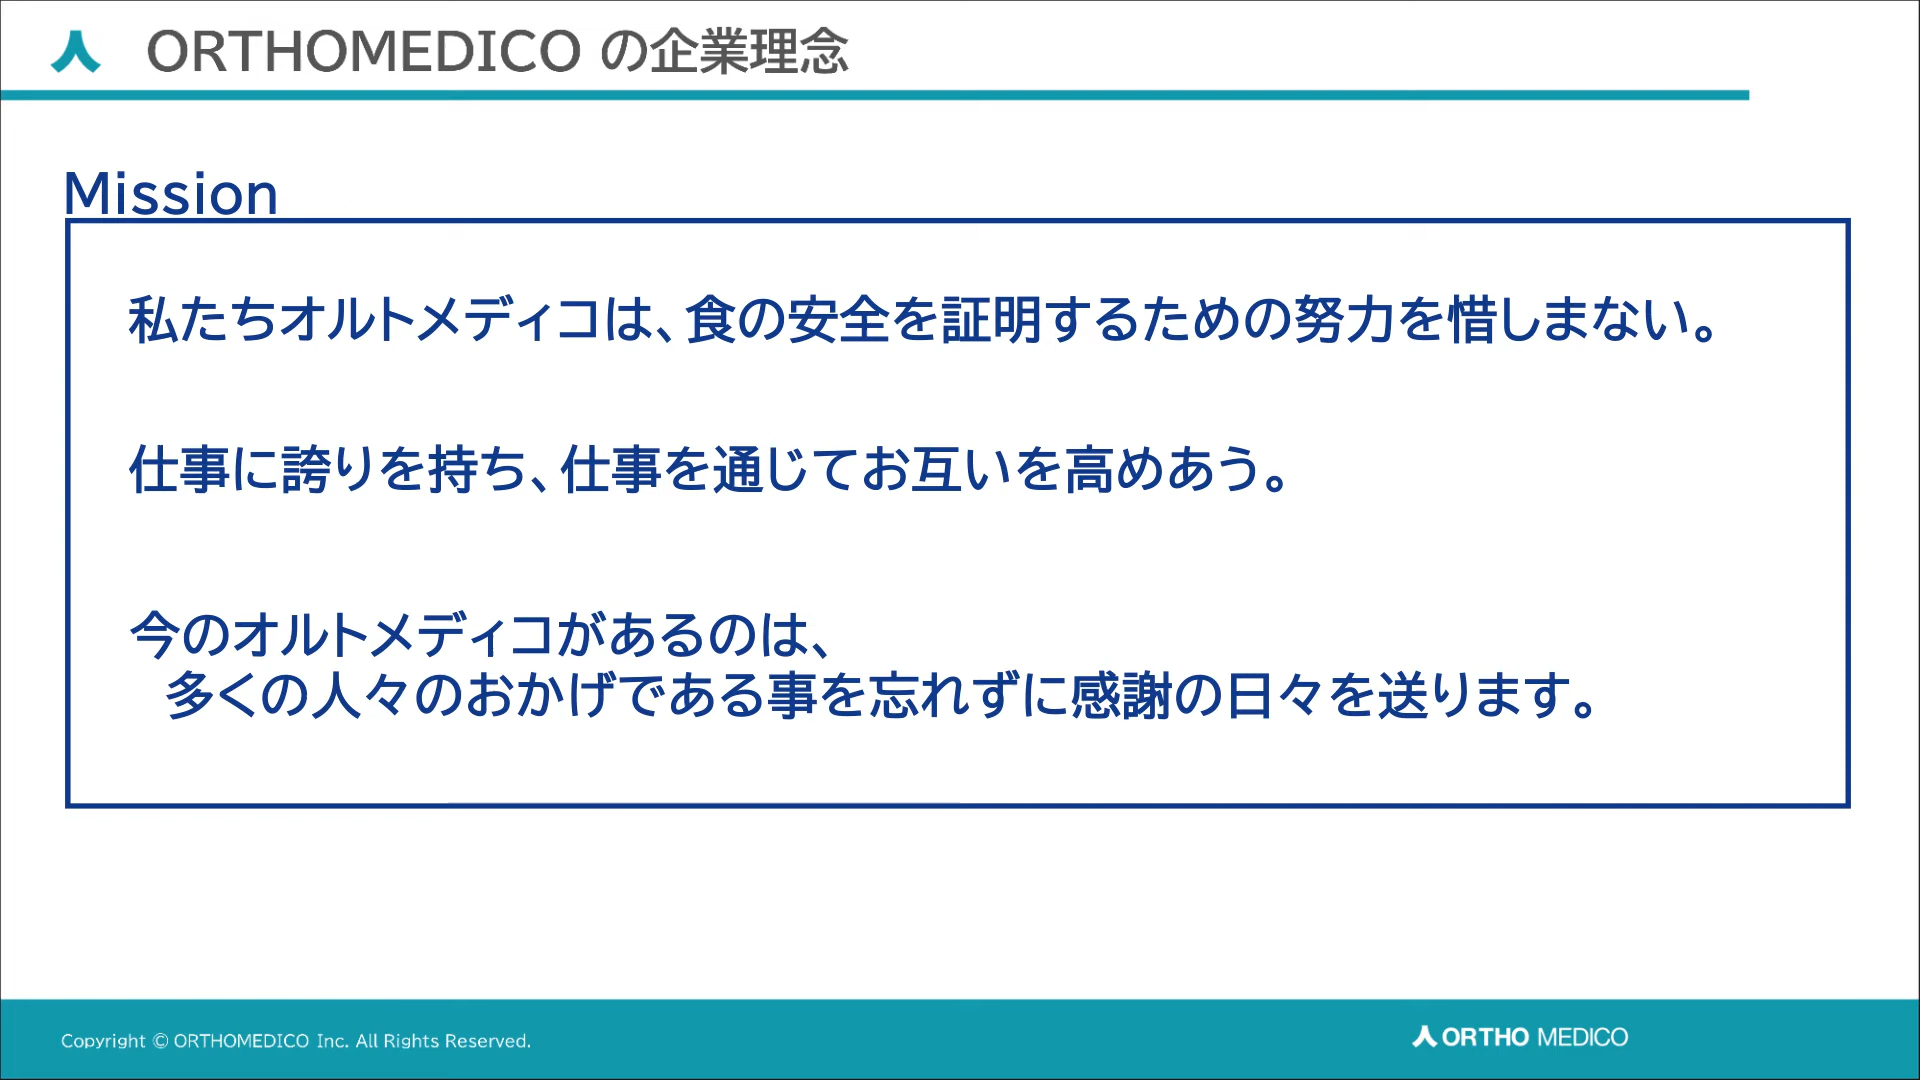 ORTHOMEDICO の企業理念
Mission
私たちオルトメディコは、食の安全を証明するための努力を惜しまない。
仕事に誇りを持ち、仕事を通じてお互いを高めあう。
今のオルトメディコがあるのは、
多くの人々のおかげである事を忘れずに感謝の日々を送ります。
Copyright © ORTHOMEDICO Inc. All Rights Reserved.
ORTHO MEDICO